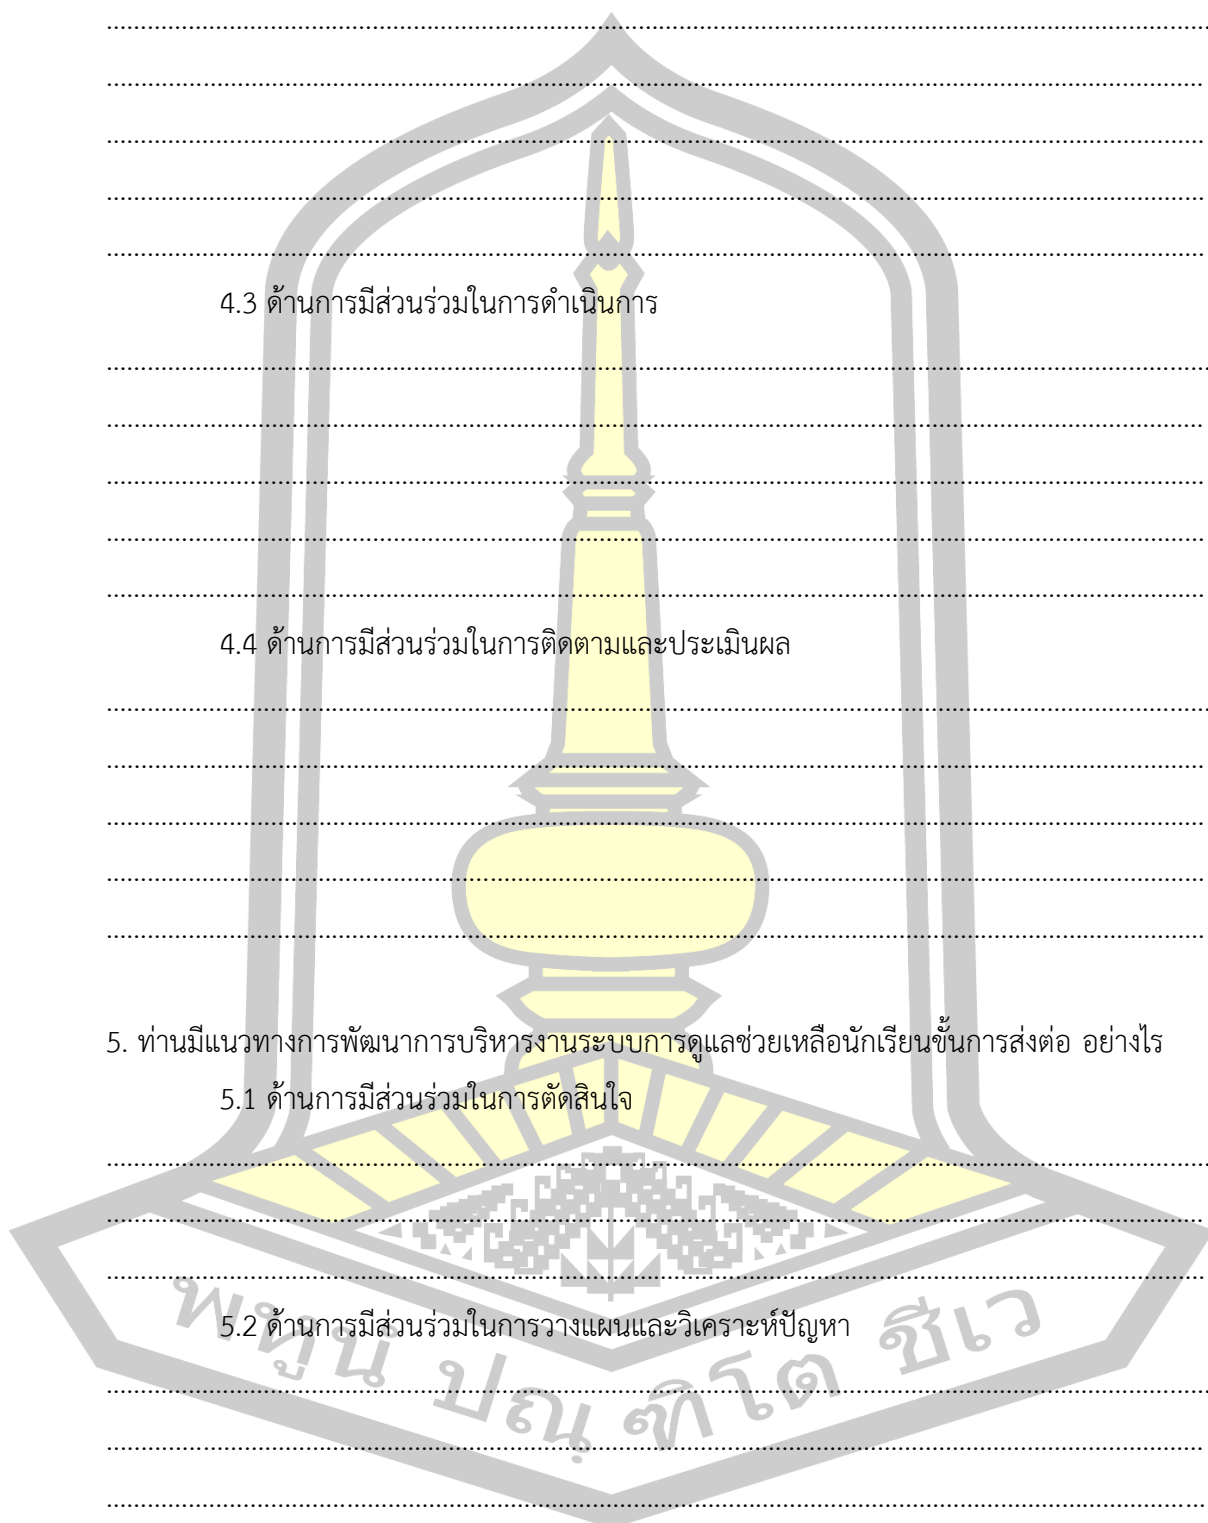 4.3 ด้านการมีส่วนร่วมในการดำเนินการ
4.4 ด้านการมีส่วนร่วมในการติดตามและประเมินผล
5. ท่านมีแนวทางการพัฒนาการบริหารงานระบบการดูแลช่วยเหลือนักเรียนขั้นการส่งต่อ อย่างไร
5.1 ด้านการมีส่วนร่วมในการตัดสินใจ
5.2 ด้านการมีส่วนร่วมในการวางแผนและวิเคราะห์ปัญหา
พหูนํ ปณฺฑิโต ชีเว